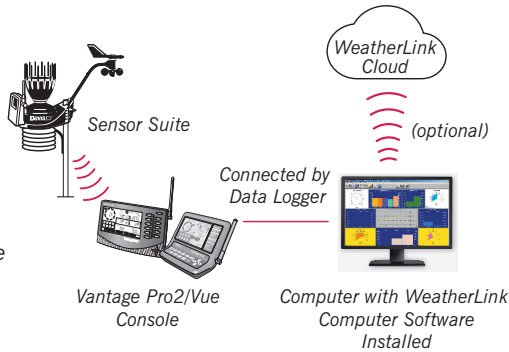 WeatherLink
Cloud
DAVIS
Sensor Suite
(optional)
Connected by
Data Logger
e
Vantage Pro2/Vue
Console
Computer with WeatherLink
Computer Software
Installed